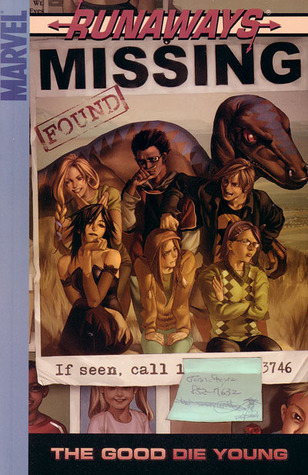 MARVEL
RUNAWAYS
MISSING
FOUND
If seen, call 1
3746
THE GOOD DIE YOUNG